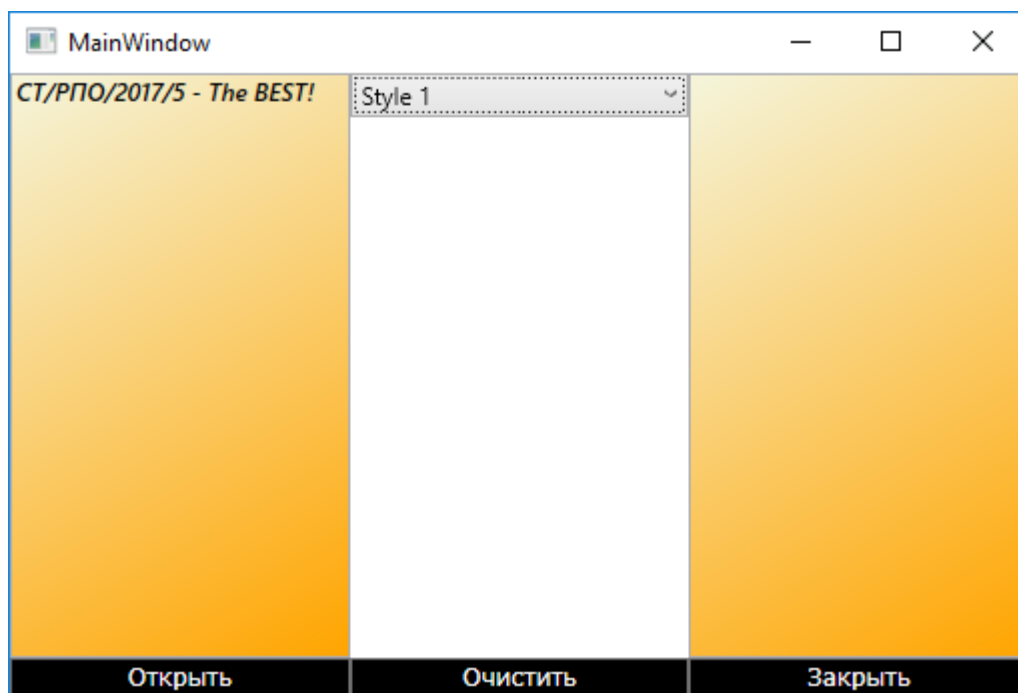 MainWindow
СТ/РПО/2017/5 - The BEST!
Style 1
Открыть
Очистить
Закрыть